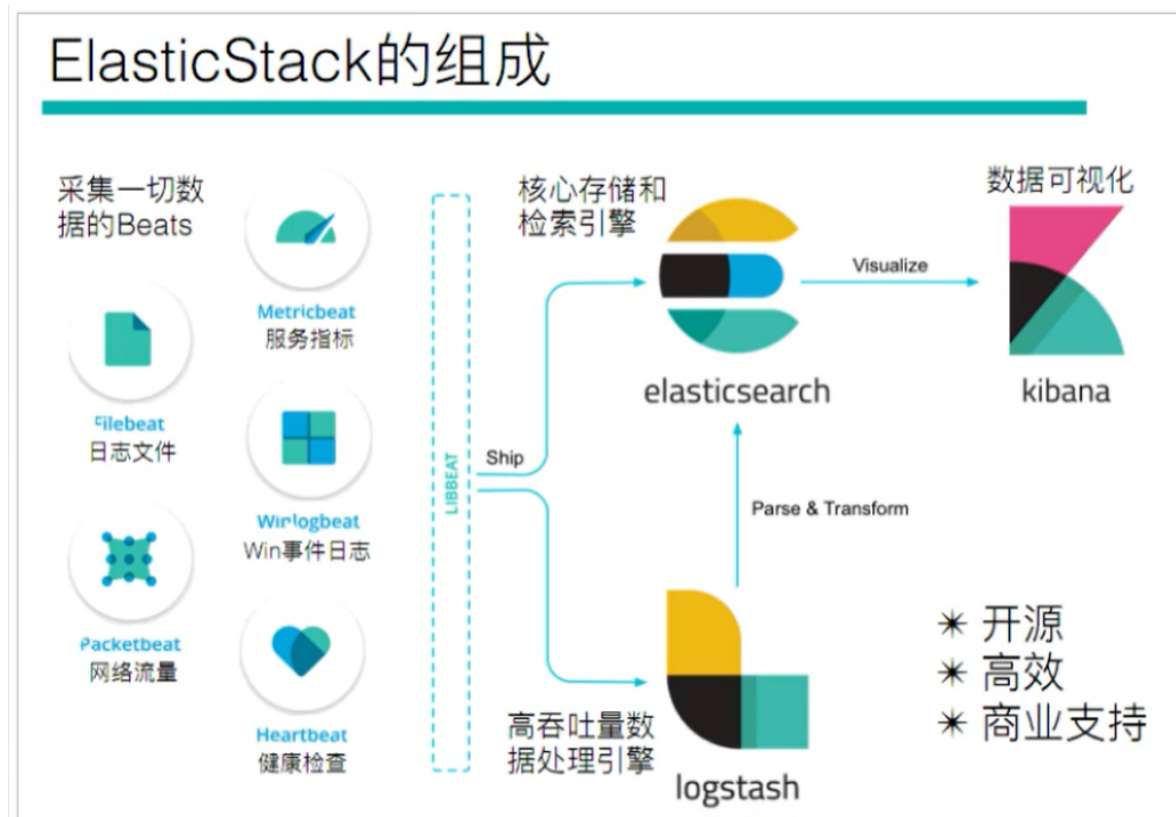 ElasticStack的组成
采集一切数
据的Beats
Metricbeat
服务指标
Filebeat
日志文件
Winlogbeat
Win事件日志
Packetbeat
网络流量
Heartbeat
健康检查
LIBBEAT
Ship
核心存储和
检索引擎
elasticsearch
Visualize
数据可视化
kibana
Parse & Transform
高吞吐量数
据处理引擎
logstash
✴ 开源
✴ 高效
✴ 商业支持